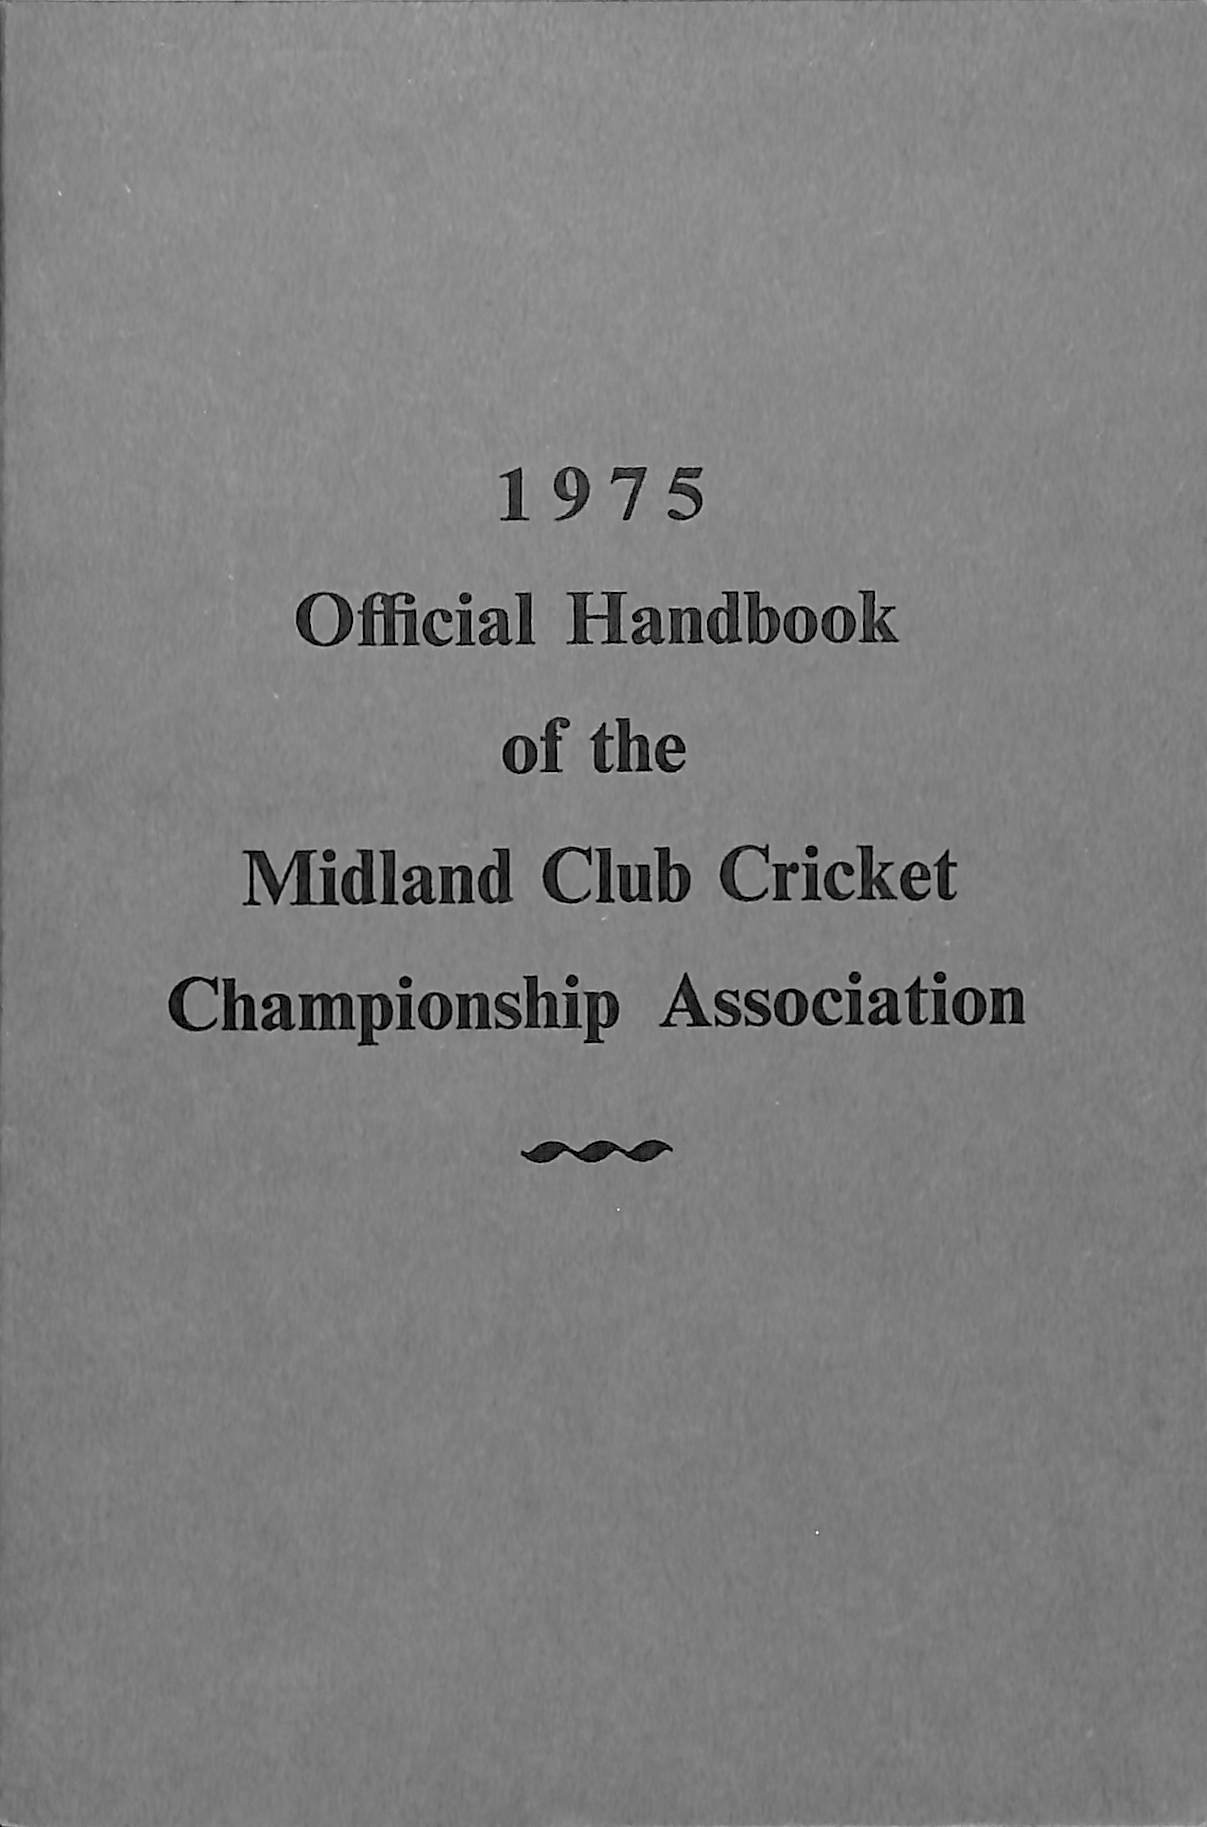 1975
Official Handbook
of the
Midland Club Cricket
Championship Association